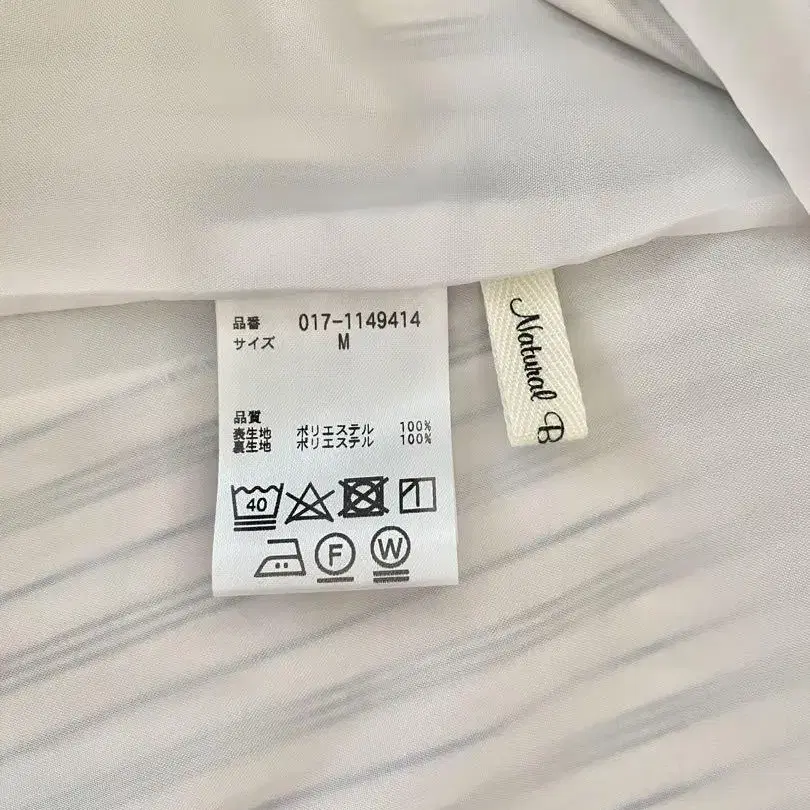 品番 017-1149414
サイズ M
品質
表生地 ポリエステル 100%
裏生地 ポリエステル 100%
40
F W
Natural B